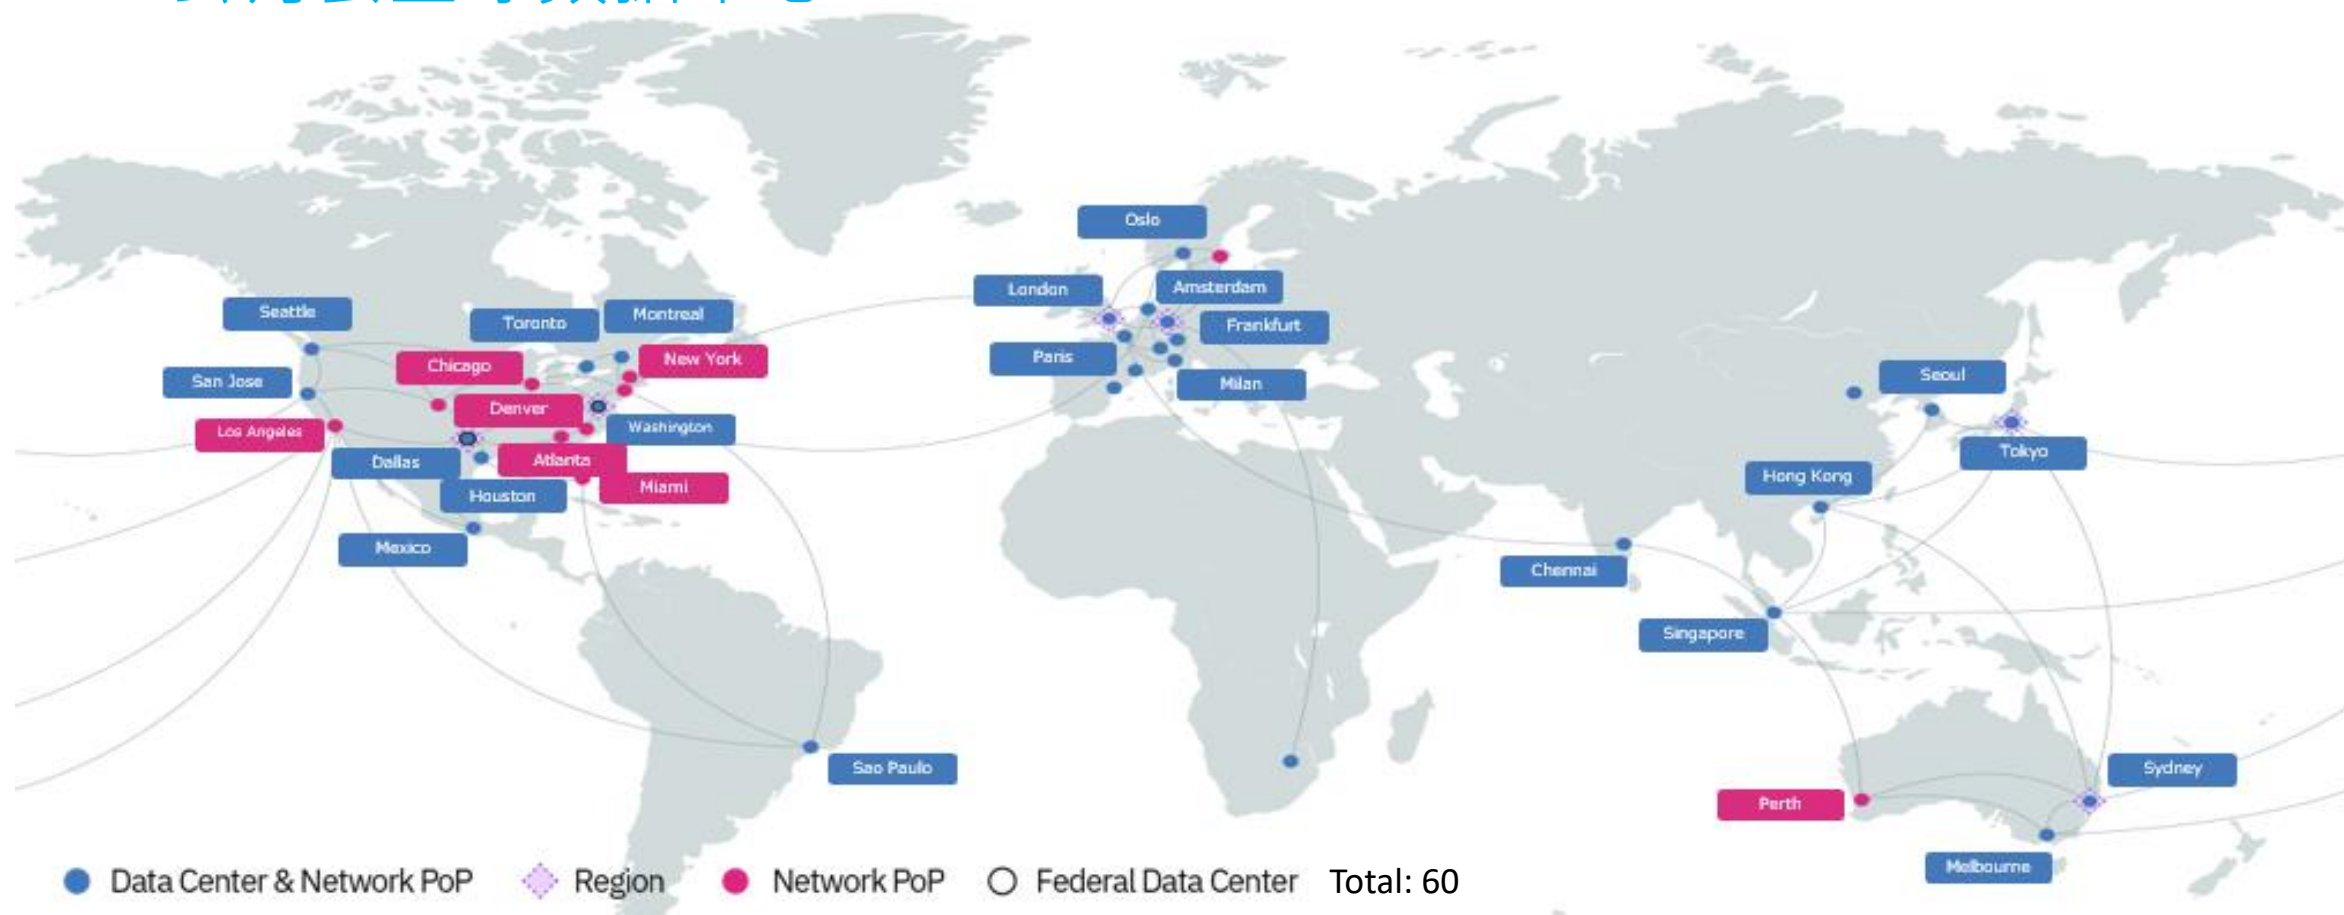 Oslo
London
Amsterdam
Seattle
Toronto
Montreal
Frankfurt
Chicago
New York
Paris
San Jose
Milan
Seoul
Denver
Los Angeles
Washington
Dallas
Atlanta
Tokyo
Houston
Miami
Hong Kong
Mexico
Chennai
Singapore
Sao Paulo
Sydney
Perth
Melbourne
Data Center & Network PoP Region Network PoP Federal Data Center Total: 60